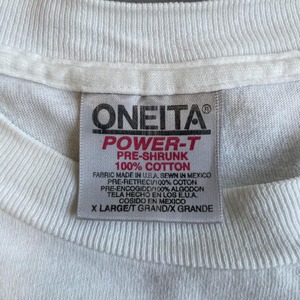 ONEITA®
POWER-T
PRE-SHRUNK
100% COTTON
FABRIC MADE IN U.S.A. SEWN IN MEXICO
PRE-RETRECI/100% COTON
PRE-ENCOGIDO/100% ALGODON
TELA HECHO EN LOS E.U.A.
COSIDO EN MEXICO
X LARGE/T GRAND/X GRANDE